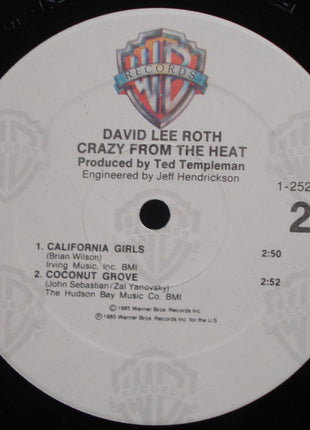 RECORDS
DAVID LEE ROTH
CRAZY FROM THE HEAT
Produced by Ted Templeman
Engineered by Jeff Hendrickson
1-252
2
1. CALIFORNIA GIRLS 2:50
(Brian Wilson)
Irving Music, Inc. BMI
2. COCONUT GROVE 2:52
(John Sebastian/Zal Yanovsky)
The Hudson Bay Music Co. BMI
©1985 Warner Bros. Records Inc.
℗1985 Warner Bros. Records Inc. for the U.S